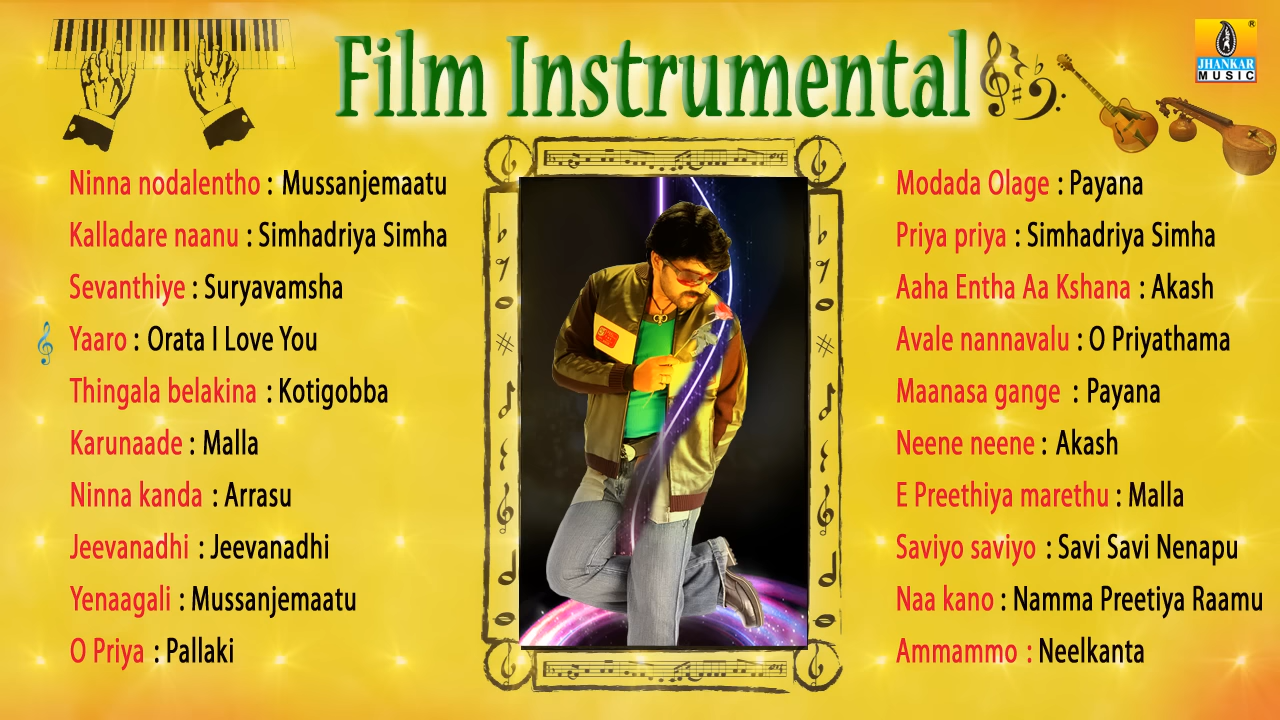 Film Instrumental
®
JHANKAR
MUSIC
Ninna nodalentho : Mussanjemaatu
Kalladare naanu : Simhadriya Simha
Sevanthiye : Suryavamsha
Yaaro : Orata I Love You
Thingala belakina : Kotigobba
Karunaade : Malla
Ninna kanda : Arrasu
Jeevanadhi : Jeevanadhi
Yenaagali : Mussanjemaatu
O Priya : Pallaki
Modada Olage : Payana
Priya priya : Simhadriya Simha
Aaha Entha Aa Kshana : Akash
Avale nannavalu : O Priyathama
Maanasa gange : Payana
Neene neene : Akash
E Preethiya marethu : Malla
Saviyo saviyo : Savi Savi Nenapu
Naa kano : Namma Preetiya Raamu
Ammammo : Neelkanta